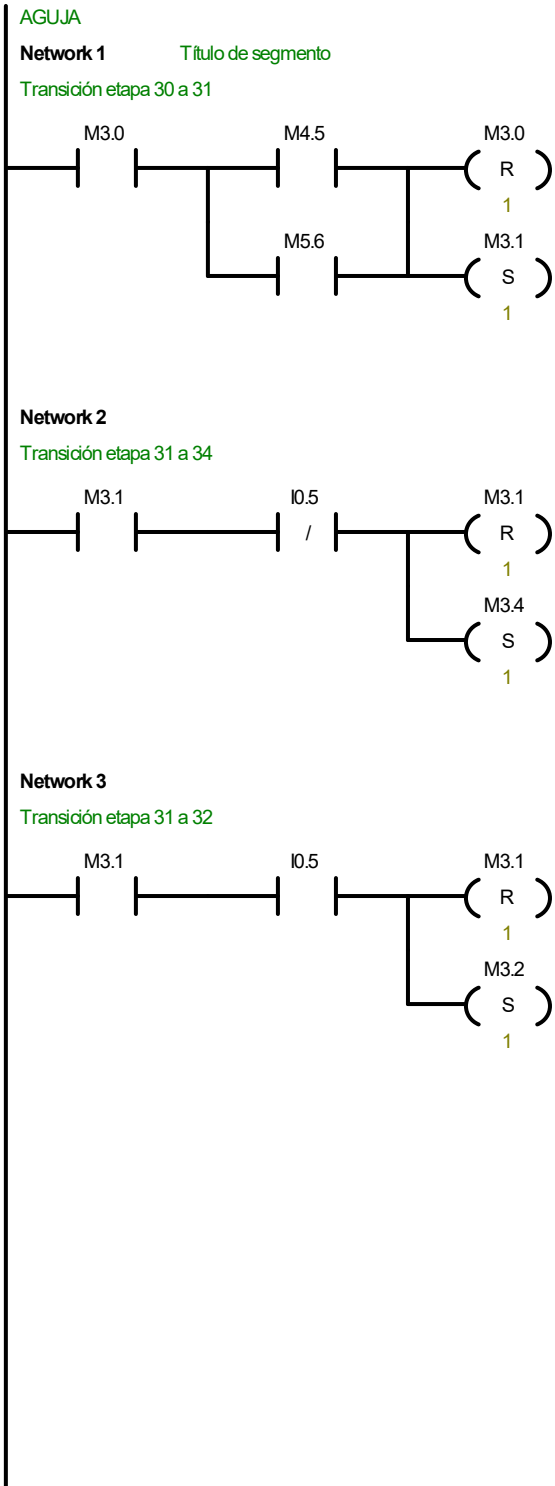 AGUJA
Network 1 Título de segmento
Transición etapa 30 a 31
M3.0 M4.5 M3.0
R
1
M5.6 M3.1
S
1
Network 2
Transición etapa 31 a 34
M3.1 I0.5 M3.1
/ R
1
M3.4
S
1
Network 3
Transición etapa 31 a 32
M3.1 I0.5 M3.1
R
1
M3.2
S
1